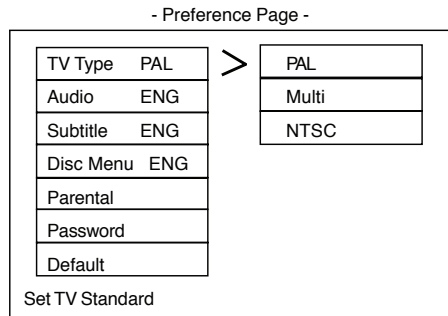 - Preference Page -
TV Type PAL > PAL
Audio ENG Multi
Subtitle ENG NTSC
Disc Menu ENG
Parental
Password
Default
Set TV Standard